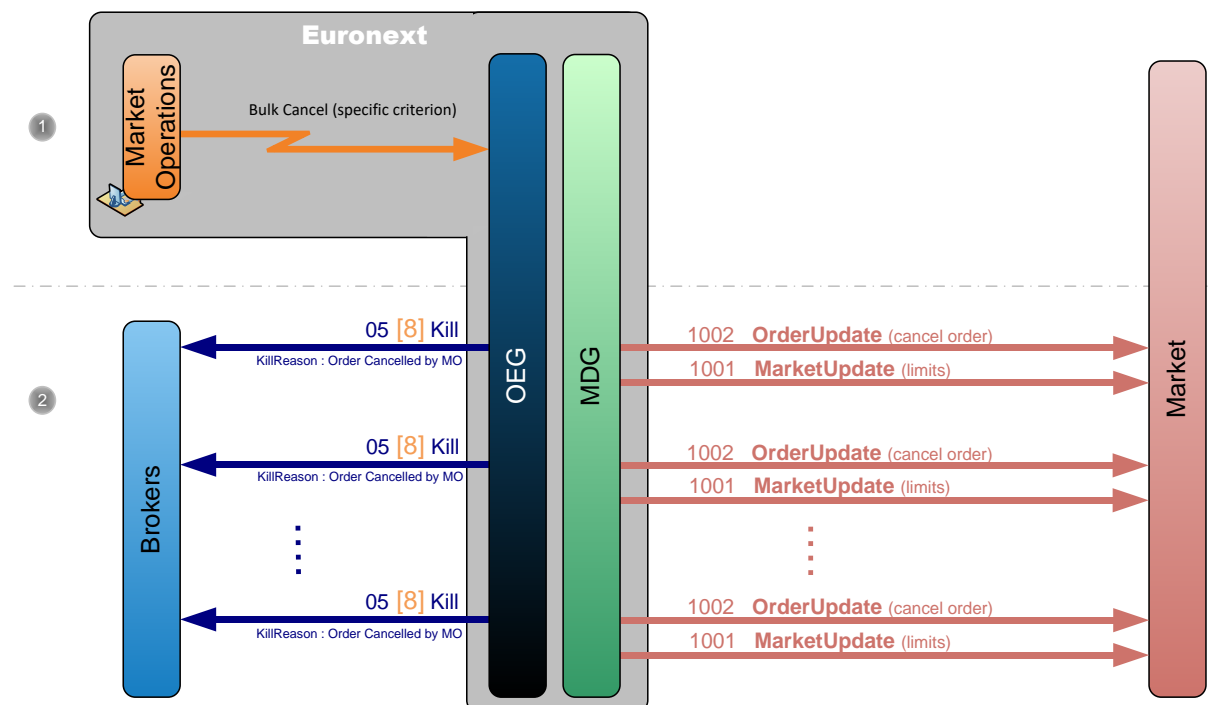 Euronext
Market
Operations
1
Bulk Cancel (specific criterion)
OEG
MDG
Market
2
Brokers
05 [8] Kill
KillReason : Order Cancelled by MO
1002 OrderUpdate (cancel order)
1001 MarketUpdate (limits)
05 [8] Kill
KillReason : Order Cancelled by MO
1002 OrderUpdate (cancel order)
1001 MarketUpdate (limits)
05 [8] Kill
KillReason : Order Cancelled by MO
1002 OrderUpdate (cancel order)
1001 MarketUpdate (limits)